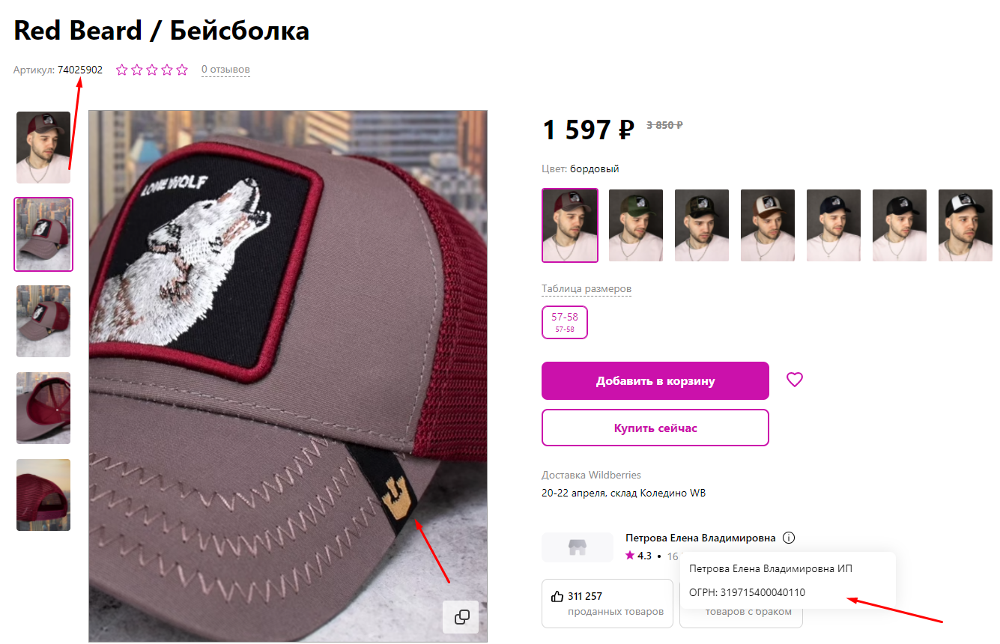 Red Beard / Бейсболка
Артикул: 74025902
0 отзывов
LONE WOLF
1 597 ₽ 3 850 ₽
Цвет: бордовый
Таблица размеров
57-58
57-58
Добавить в корзину
Купить сейчас
Доставка Wildberries
20-22 апреля, склад Коледино WB
Петрова Елена Владимировна
4.3 • 16
Петрова Елена Владимировна ИП
ОГРН: 319715400040110
311 257
проданных товаров
товаров с браком